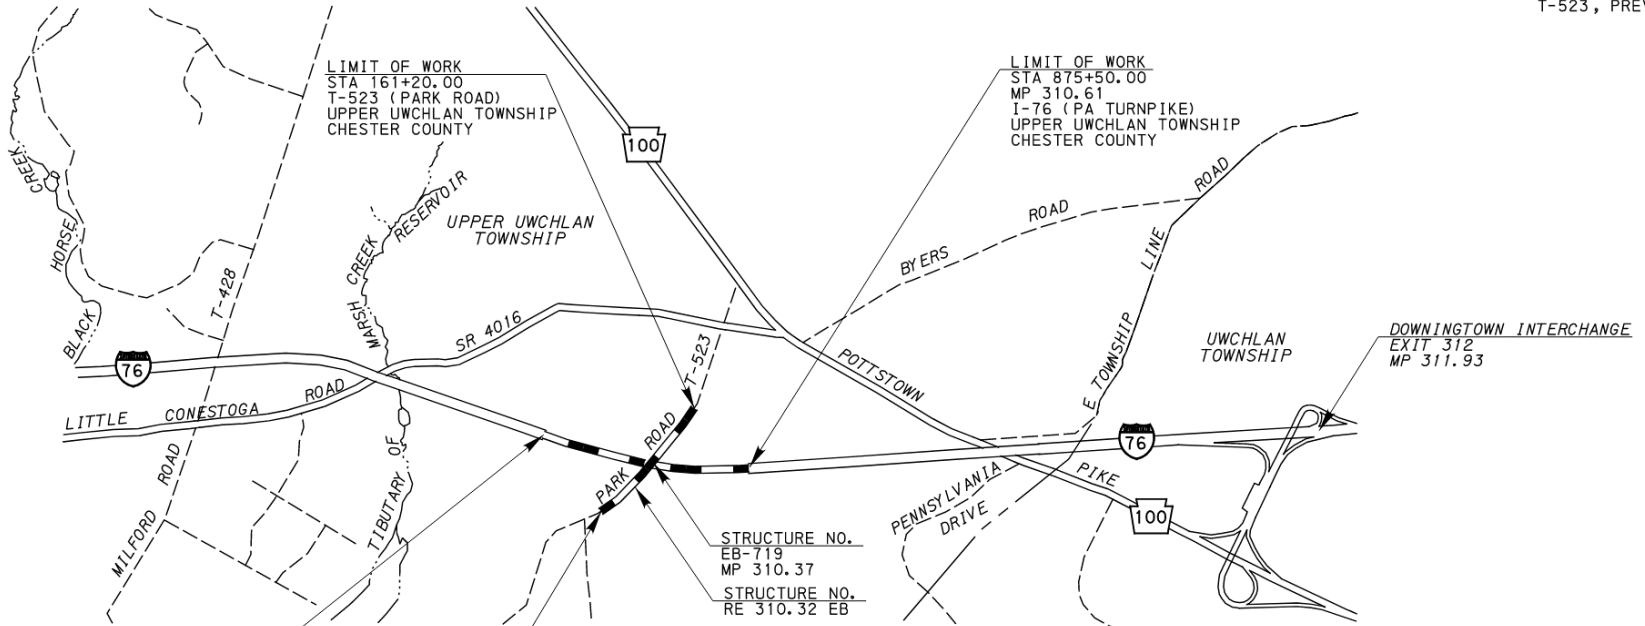 T-523, PREV
LIMIT OF WORK
STA 161+20.00
T-523 (PARK ROAD)
UPPER UWCHLAN TOWNSHIP
CHESTER COUNTY
LIMIT OF WORK
STA 875+50.00
MP 310.61
I-76 (PA TURNPIKE)
UPPER UWCHLAN TOWNSHIP
CHESTER COUNTY
100
BLACK HORSE CREEK
T-428
MARSH CREEK RESERVOIR
UPPER UWCHLAN
TOWNSHIP
BYERS ROAD
E TOWNSHIP LINE ROAD
UWCHLAN
TOWNSHIP
DOWNINGTOWN INTERCHANGE
EXIT 312
MP 311.93
76
SR 4016
T-523
POTTSTOWN PIKE
LITTLE CONESTOGA ROAD
76
MILFORD ROAD
TIBUTARY OF
PARK ROAD
PENNSYLVANIA
DRIVE
100
STRUCTURE NO.
EB-719
MP 310.37
STRUCTURE NO.
RE 310.32 EB